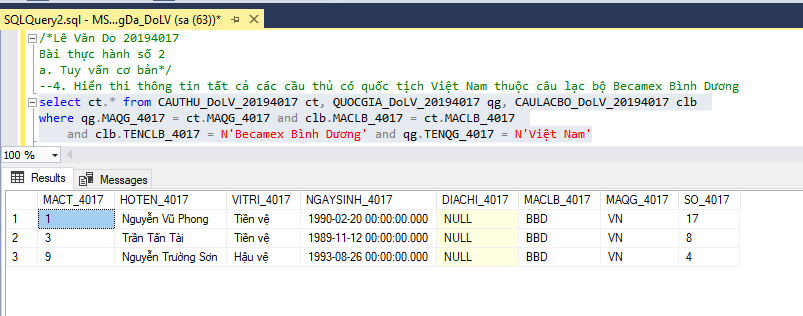 SQLQuery2.sql - MS...gDa_DoLV (sa (63))*
/*Lê Văn Do 20194017
Bài thực hành số 2
a. Tuy vấn cơ bản*/
--4. Hiển thi thông tin tất cả các cầu thủ có quốc tịch Việt Nam thuộc câu lạc bộ Becamex Bình Dương
select ct.* from CAUTHU_DoLV_20194017 ct, QUOCGIA_DoLV_20194017 qg, CAULACBO_DoLV_20194017 clb
where qg.MAQG_4017 = ct.MAQG_4017 and clb.MACLB_4017 = ct.MACLB_4017
and clb.TENCLB_4017 = N'Becamex Bình Dương' and qg.TENQG_4017 = N'Việt Nam'
100 %
Results Messages
MACT_4017 HOTEN_4017 VITRI_4017 NGAYSINH_4017 DIACHI_4017 MACLB_4017 MAQG_4017 SO_4017
1 1 Nguyễn Vũ Phong Tiền vệ 1990-02-20 00:00:00.000 NULL BBD VN 17
2 3 Trần Tấn Tài Tiền vệ 1989-11-12 00:00:00.000 NULL BBD VN 8
3 9 Nguyễn Trường Sơn Hậu vệ 1993-08-26 00:00:00.000 NULL BBD VN 4